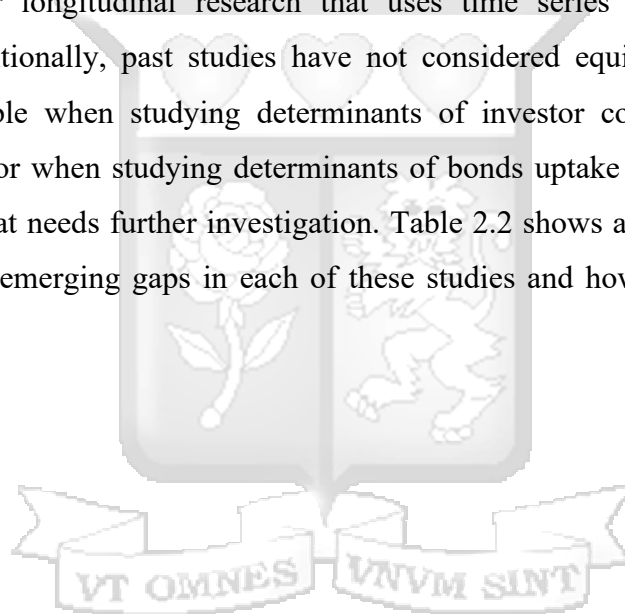 longitudinal research that uses time series
tionally, past studies have not considered equi
ble when studying determinants of investor co
or when studying determinants of bonds uptake
at needs further investigation. Table 2.2 shows a
emerging gaps in each of these studies and how
VT OMNES VNVM SINT